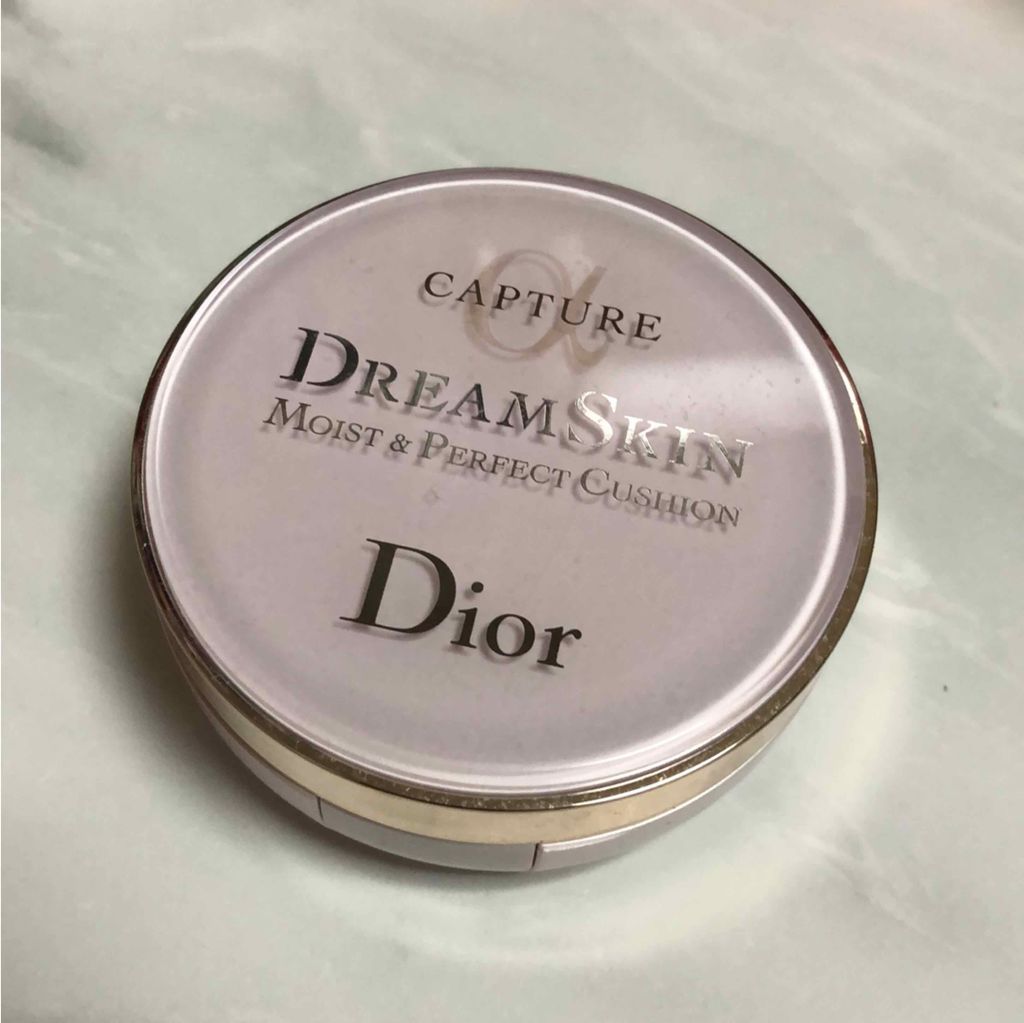 CAPTURE
DREAMSKIN
MOIST & PERFECT CUSHION
Dior